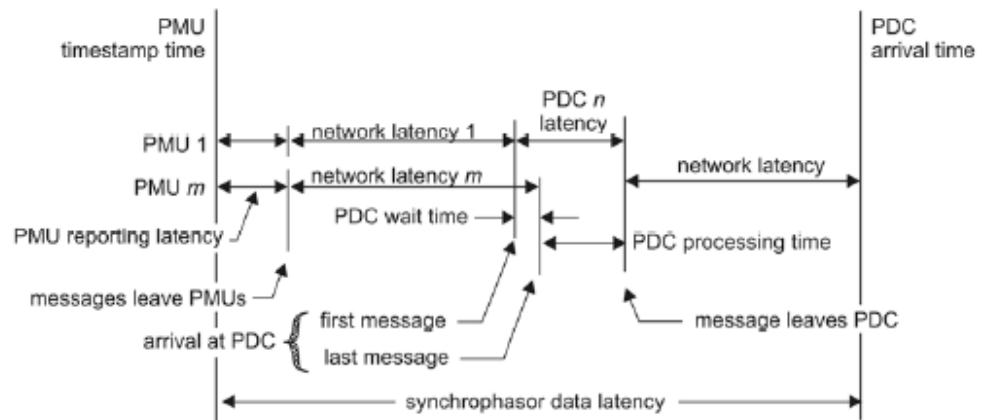 PMU
timestamp time
PDC
arrival time
PDC n
latency
PMU 1
network latency 1
network latency
PMU m
network latency m
PDC wait time
PMU reporting latency
PDC processing time
messages leave PMUs
first message
message leaves PDC
arrival at PDC
last message
synchrophasor data latency